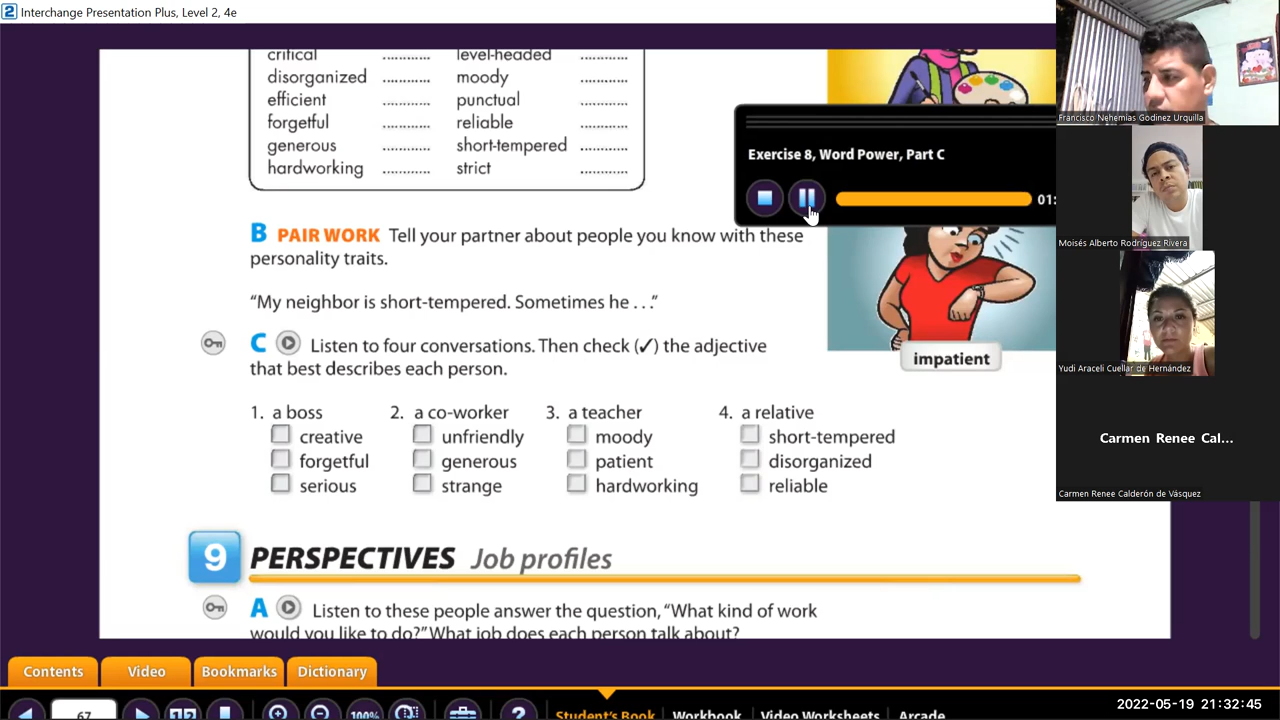 Interchange Presentation Plus, Level 2, 4e
critical ............ level-headed ............
disorganized ............ moody ............
efficient ............ punctual ............
forgetful ............ reliable ............
generous ............ short-tempered ............
hardworking ............ strict ............
Exercise 8, Word Power, Part C
01:
B PAIR WORK Tell your partner about people you know with these
personality traits.
“My neighbor is short-tempered. Sometimes he . . .”
C Listen to four conversations. Then check (✓) the adjective
that best describes each person.
impatient
1. a boss 2. a co-worker 3. a teacher 4. a relative
creative unfriendly moody short-tempered
forgetful generous patient disorganized
serious strange hardworking reliable
9 PERSPECTIVES Job profiles
A Listen to these people answer the question, “What kind of work
would you like to do?” What job does each person talk about?
Francisco Nehemías Godinez Urquilla
Moisés Alberto Rodríguez Rivera
Yudi Araceli Cuellar de Hernández
Carmen Renee Cal...
Carmen Renee Calderón de Vásquez
Contents Video Bookmarks Dictionary
67 100% ? Student's Book Workbook Video Worksheets Arcade
2022-05-19 21:32:45